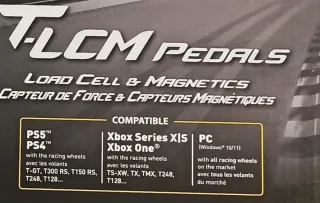 T-LCM PEDALS
LOAD CELL & MAGNETICS
CAPTEUR DE FORCE & CAPTEURS MAGNÉTIQUES
COMPATIBLE
PS5™
PS4™
with the racing wheels
avec les volants
T-GT, T300 RS, T150 RS,
T248, T128...
Xbox Series X|S
Xbox One®
with the racing wheels
avec les volants
TS-XW, TX, TMX, T248,
T128...
PC
(Windows® 10/11)
with all racing wheels
on the market
avec tous les volants
du marché